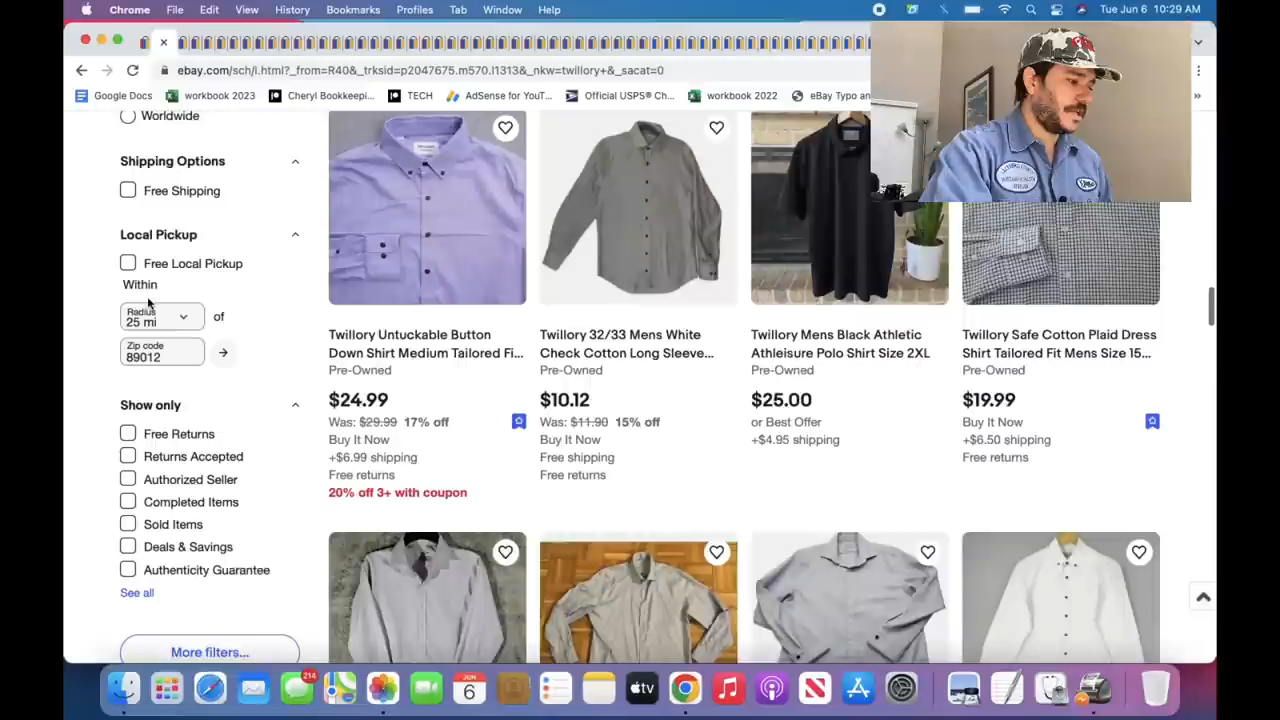 Chrome File Edit View History Bookmarks Profiles Tab Window Help
Tue Jun 6 10:29 AM
ebay.com/sch/i.html?_from=R40&_trksid=p2047675.m570.l1313&_nkw=twillory+&_sacat=0
Google Docs workbook 2023 Cheryl Bookkeepi... TECH AdSense for YouT... Official USPS® Ch... workbook 2022 eBay Typo an
Worldwide
Shipping Options
Free Shipping
Local Pickup
Free Local Pickup
Within
Radius
25 mi
of
Zip code
89012
Show only
Free Returns
Returns Accepted
Authorized Seller
Completed Items
Sold Items
Deals & Savings
Authenticity Guarantee
See all
More filters...
Twillory Untuckable Button
Down Shirt Medium Tailored Fi...
Pre-Owned
$24.99
Was: $29.99 17% off
Buy It Now
+$6.99 shipping
Free returns
20% off 3+ with coupon
Twillory 32/33 Mens White
Check Cotton Long Sleeve...
Pre-Owned
$10.12
Was: $11.90 15% off
Buy It Now
Free shipping
Free returns
Twillory Mens Black Athletic
Athleisure Polo Shirt Size 2XL
Pre-Owned
$25.00
or Best Offer
+$4.95 shipping
Twillory Safe Cotton Plaid Dress
Shirt Tailored Fit Mens Size 15...
Pre-Owned
$19.99
Buy It Now
+$6.50 shipping
Free returns
214
JUN
6
tv